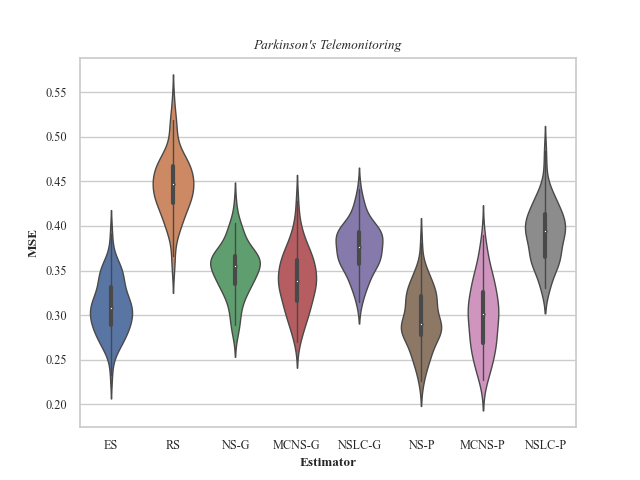 Parkinson's Telemonitoring
MSE
0.55
0.50
0.45
0.40
0.35
0.30
0.25
0.20
ES RS NS-G MCNS-G NSLC-G NS-P MCNS-P NSLC-P
Estimator